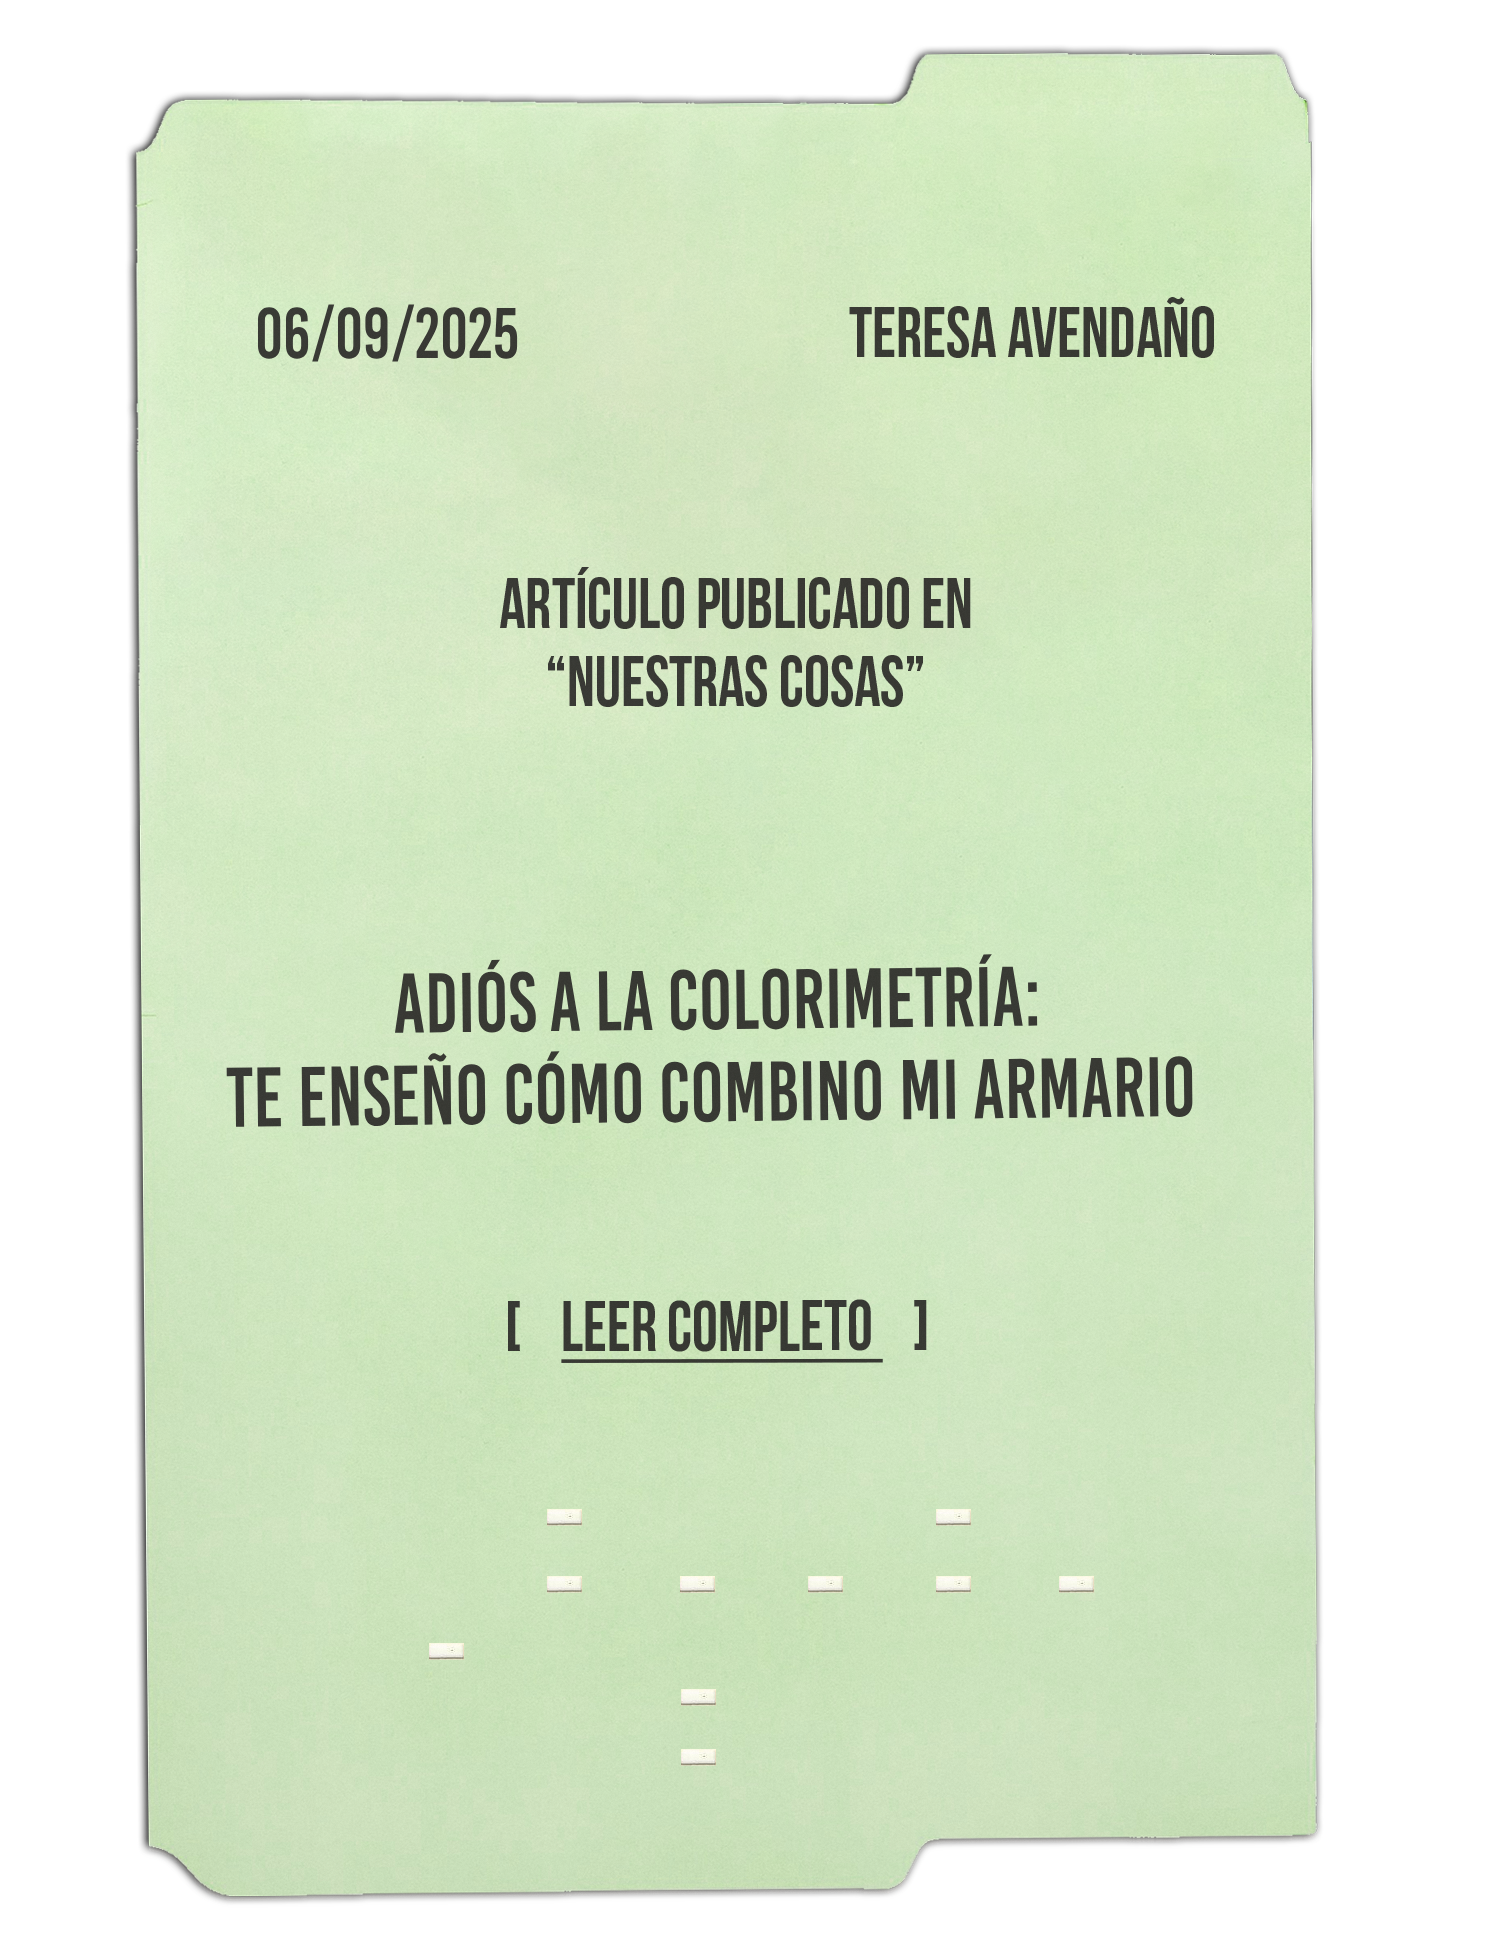 06/09/2025 TERESA AVENDAÑO
ARTÍCULO PUBLICADO EN
“NUESTRAS COSAS”
ADIÓS A LA COLORIMETRÍA:
TE ENSEÑO CÓMO COMBINO MI ARMARIO
[ LEER COMPLETO ]